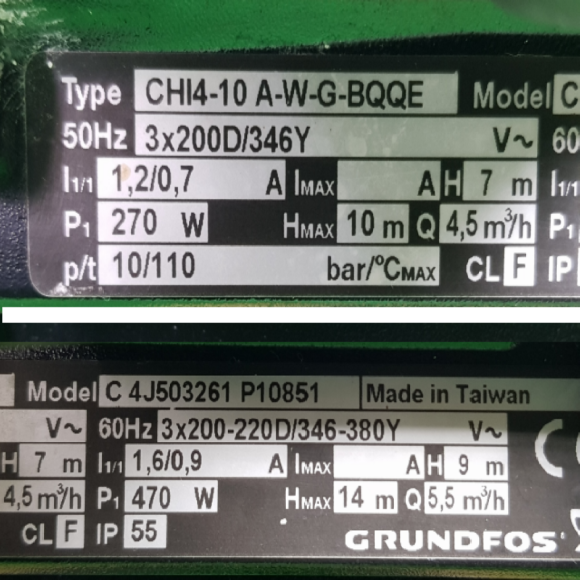 Type CHI4-10 A-W-G-BQQE Model C
50Hz 3x200D/346Y V~ 60
I1/1 1,2/0,7 A IMAX A H 7 m I1/1
P1 270 W HMAX 10 m Q 4,5 m³/h P1
p/t 10/110 bar/°CMAX CL F IP
Model C 4J503261 P10851 Made in Taiwan
V~ 60Hz 3x200-220D/346-380Y V~
H 7 m I1/1 1,6/0,9 A IMAX A H 9 m
4,5 m³/h P1 470 W HMAX 14 m Q 5,5 m³/h
CL F IP 55 GRUNDFOS